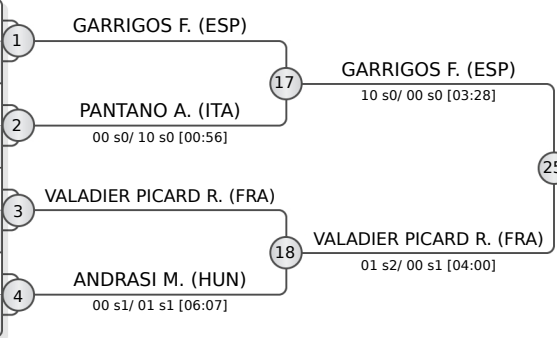 GARRIGOS F. (ESP)
1
17
GARRIGOS F. (ESP)
10 s0/ 00 s0 [03:28]
PANTANO A. (ITA)
2
00 s0/ 10 s0 [00:56]
25
VALADIER PICARD R. (FRA)
3
18
VALADIER PICARD R. (FRA)
01 s2/ 00 s1 [04:00]
ANDRASI M. (HUN)
4
00 s1/ 01 s1 [06:07]